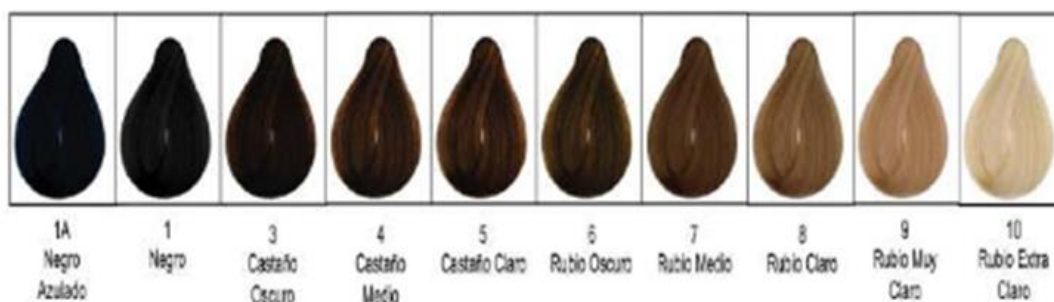 1A
Negro
Azulado
1
Negro
3
Castaño
Oscuro
4
Castaño
Medio
5
Castaño Claro
6
Rubio Oscuro
7
Rubio Medio
8
Rubio Claro
9
Rubio Muy
Claro
10
Rubio Extra
Claro